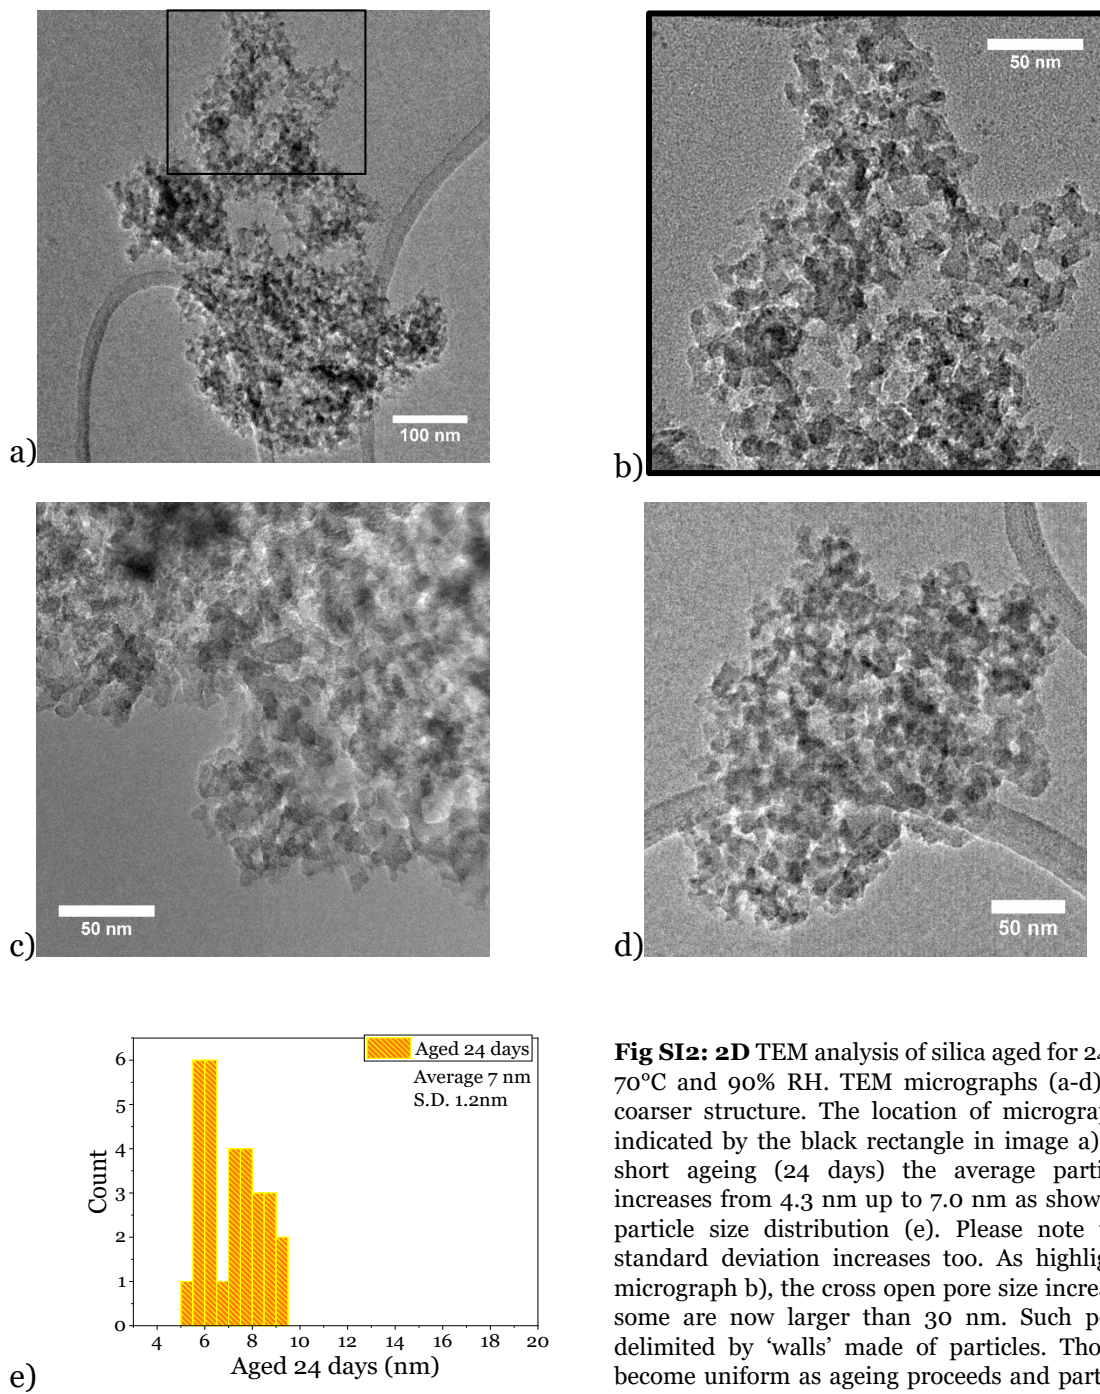 50 nm
100 nm
a)
b)
50 nm
c)
50 nm
d)
Aged 24 days
Average 7 nm
S.D. 1.2nm
6
5
4
3
2
1
0
Count
4 6 8 10 12 14 16 18 20
Aged 24 days (nm)
e)
Fig SI2: 2D TEM analysis of silica aged for 24
70°C and 90% RH. TEM micrographs (a-d)
coarser structure. The location of micrograp
indicated by the black rectangle in image a)
short ageing (24 days) the average parti
increases from 4.3 nm up to 7.0 nm as show
particle size distribution (e). Please note
standard deviation increases too. As highlig
micrograph b), the cross open pore size increa
some are now larger than 30 nm. Such p
delimited by ‘walls’ made of particles. Tho
become uniform as ageing proceeds and part